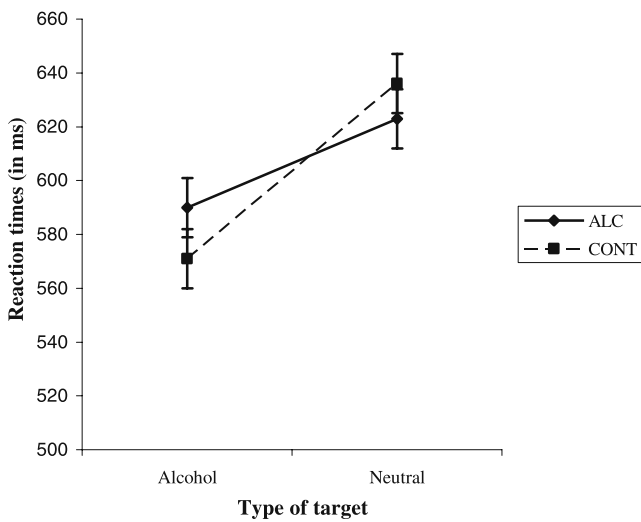 660
640
620
600
580
560
540
520
500
Reaction times (in ms)
Alcohol
Neutral
Type of target
ALC
CONT